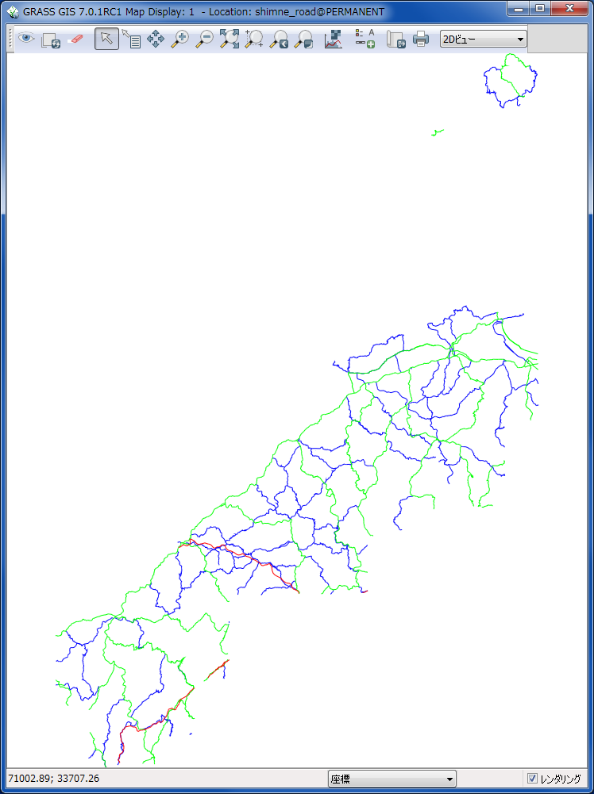 GRASS GIS 7.0.1RC1 Map Display: 1 - Location: shimne_road@PERMANENT
2Dビュー
71002.89; 33707.26
座標
レンダリング